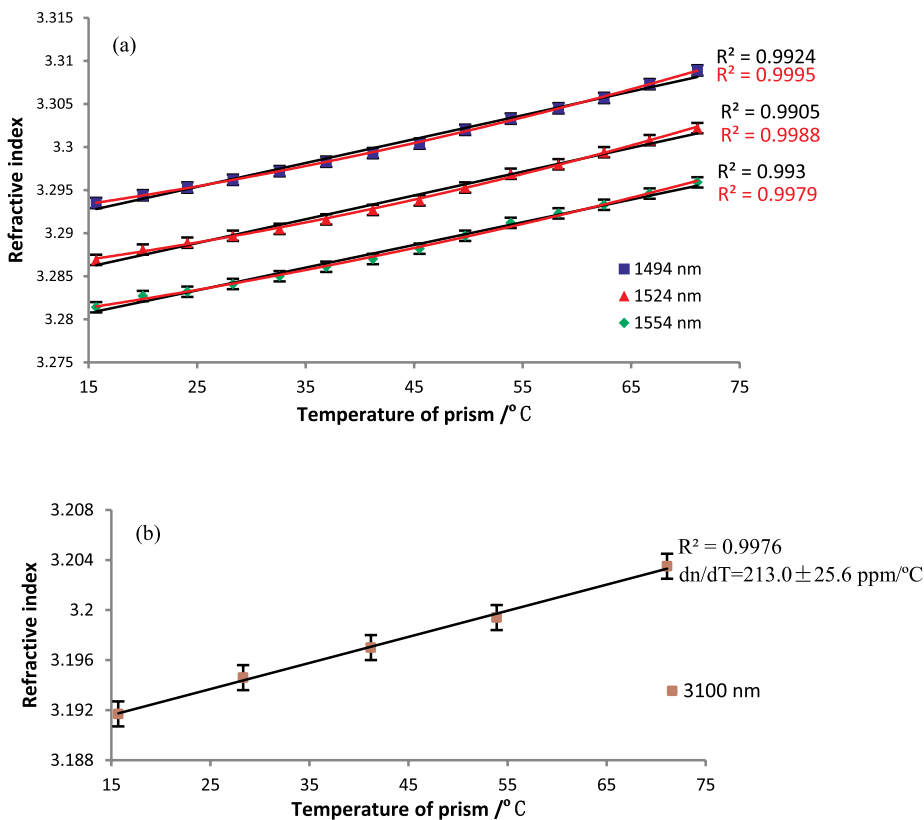 3.315
(a)
3.31
R² = 0.9924
R² = 0.9995
3.305
R² = 0.9905
R² = 0.9988
3.3
R² = 0.993
R² = 0.9979
3.295
3.29
3.285
3.28
3.275
Refractive index
1494 nm
1524 nm
1554 nm
15 25 35 45 55 65 75
Temperature of prism /°C
3.208
(b)
3.204
R² = 0.9976
dn/dT=213.0±25.6 ppm/°C
3.2
3.196
3.192
3.188
Refractive index
3100 nm
15 25 35 45 55 65 75
Temperature of prism /°C